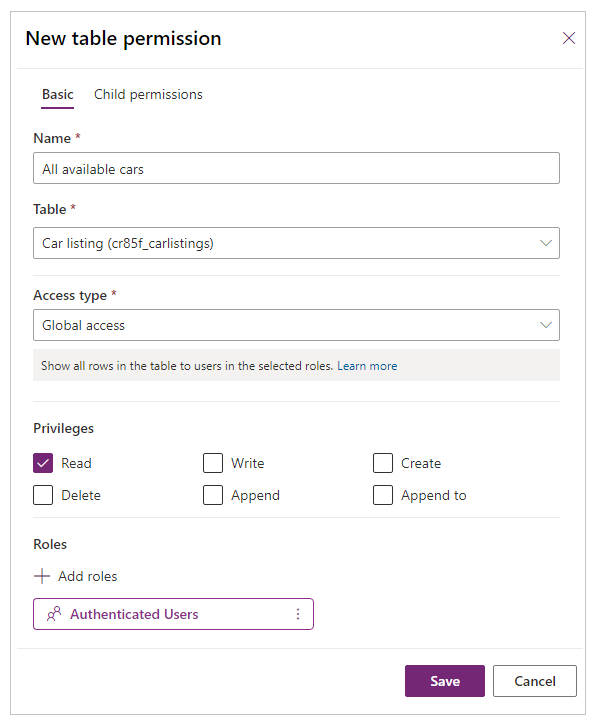 New table permission
Basic Child permissions
Name *
All available cars
Table *
Car listing (cr85f_carlistings)
Access type *
Global access
Show all rows in the table to users in the selected roles. Learn more
Privileges
Read Write Create
Delete Append Append to
Roles
Add roles
Authenticated Users
Save Cancel